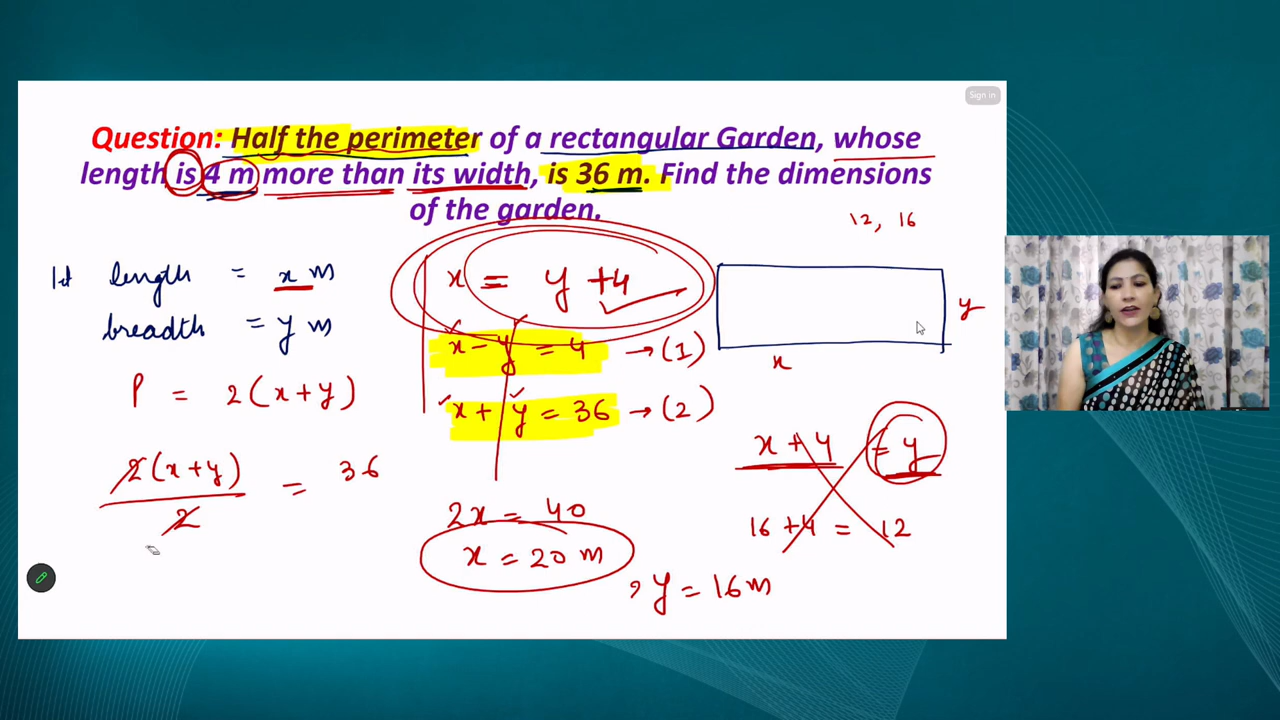 Sign in
Question: Half the perimeter of a rectangular Garden, whose
length is 4 m more than its width, is 36 m. Find the dimensions
of the garden.
12, 16
let length = x m
breadth = y m
P = 2(x+y)
2(x+y)/2 = 36
x = y +4
x - y = 4 → (1)
x + y = 36 → (2)
2x = 40
x = 20 m
, y = 16 m
y
x
x + 4 = y
16 + 4 = 12